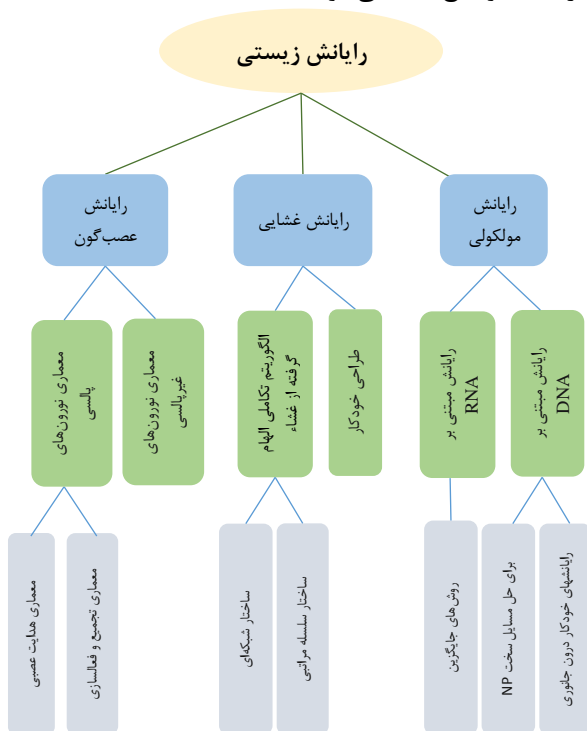 رایانش زیستی
رایانش
مولکولی
رایانش غشایی
رایانش
عصب‌گون
رایانش مبتنی بر
DNA
رایانش مبتنی بر
RNA
طراحی خودکار
الگوریتم تکاملی الهام
گرفته از غشاء
معماری نورون‌های
غیرپالسی
معماری نورون‌های
پالسی
رایانشهای خودکار درون جانوری
برای حل مسایل سخت NP
روش‌های جایگزین
ساختار سلسله مراتبی
ساختار شبکه‌ای
معماری تجمیع و فعالسازی
معماری هدایت عصبی